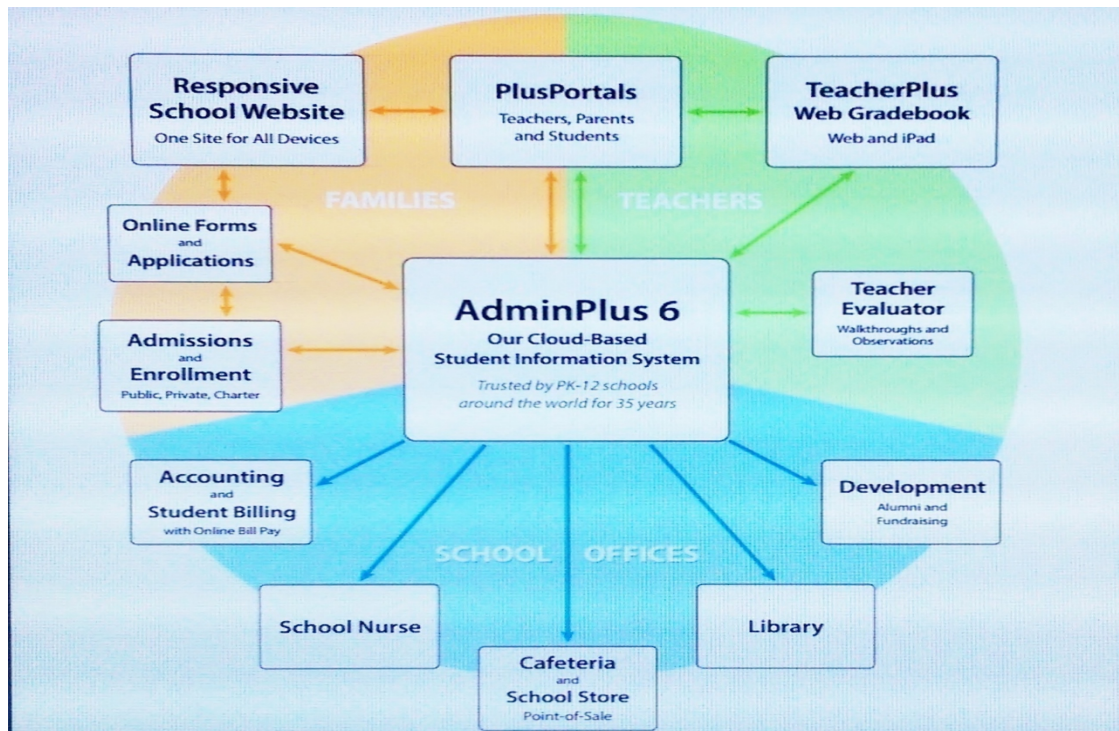 Responsive
School Website
One Site for All Devices
PlusPortals
Teachers, Parents
and Students
TeacherPlus
Web Gradebook
Web and iPad
FAMILIES
TEACHERS
Online Forms
and
Applications
AdminPlus 6
Our Cloud-Based
Student Information System
Trusted by PK-12 schools
around the world for 35 years
Teacher
Evaluator
Walkthroughs and
Observations
Admissions
and
Enrollment
Public, Private, Charter
Accounting
and
Student Billing
with Online Bill Pay
Development
Alumni and
Fundraising
SCHOOL OFFICES
School Nurse
Library
Cafeteria
and
School Store
Point-of-Sale